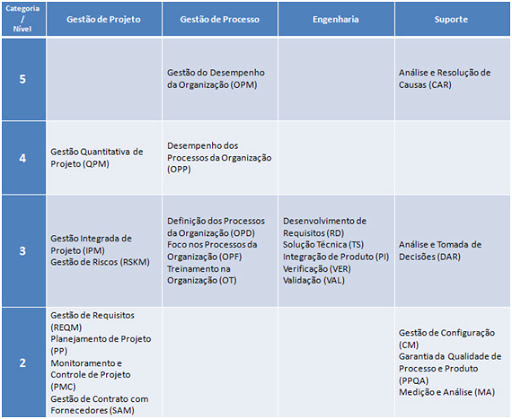 Categoria
/
Nível
Gestão de Projeto
Gestão de Processo
Engenharia
Suporte
5
Gestão do Desempenho
da Organização (OPM)
Análise e Resolução de
Causas (CAR)
4
Gestão Quantitativa de
Projeto (QPM)
Desempenho dos
Processos da Organização
(OPP)
3
Gestão Integrada de
Projeto (IPM)
Gestão de Riscos (RSKM)
Definição dos Processos
da Organização (OPD)
Foco nos Processos da
Organização (OPF)
Treinamento na
Organização (OT)
Desenvolvimento de
Requisitos (RD)
Solução Técnica (TS)
Integração de Produto (PI)
Verificação (VER)
Validação (VAL)
Análise e Tomada de
Decisões (DAR)
2
Gestão de Requisitos
(REQM)
Planejamento de Projeto
(PP)
Monitoramento e
Controle de Projeto
(PMC)
Gestão de Contrato com
Fornecedores (SAM)
Gestão de Configuração
(CM)
Garantia da Qualidade de
Processo e Produto
(PPQA)
Medição e Análise (MA)